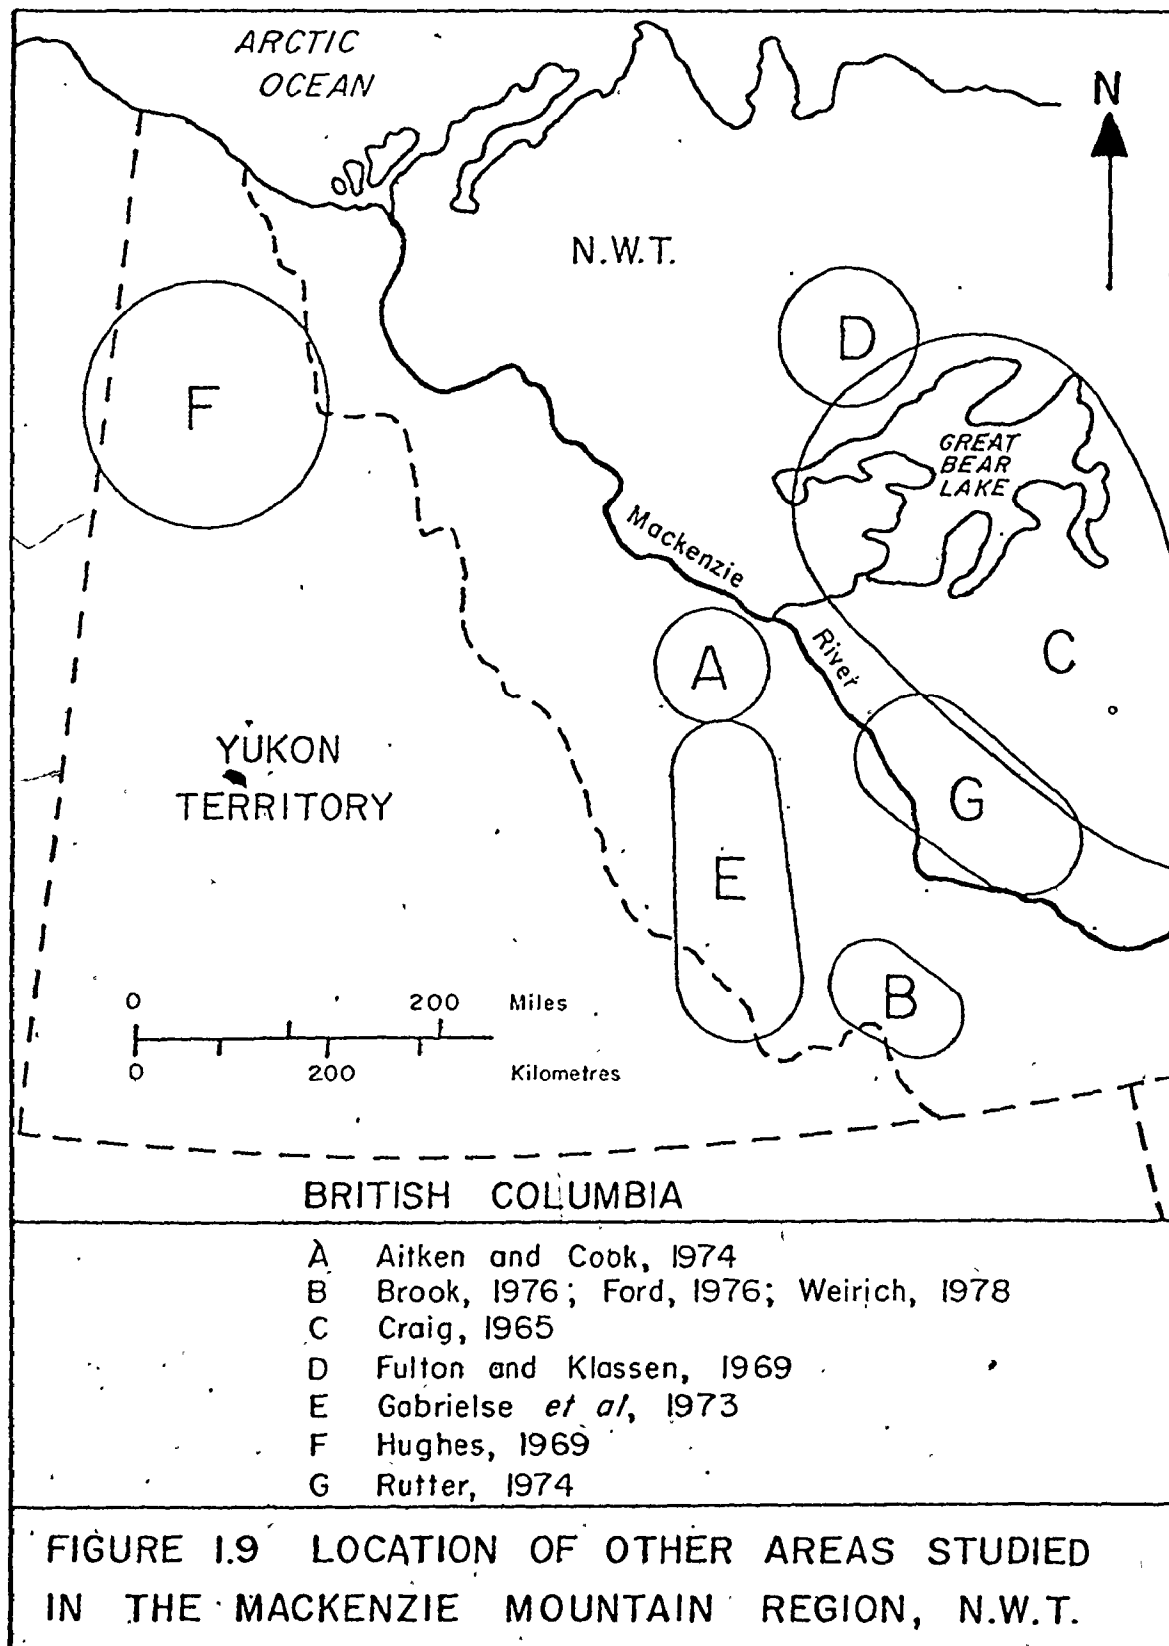 ARCTIC
OCEAN
N
N.W.T.
D
F
GREAT
BEAR
LAKE
Mackenzie
River
A
C
YUKON
TERRITORY
G
E
B
0 200 Miles
0 200 Kilometres
BRITISH COLUMBIA
A Aitken and Cook, 1974
B Brook, 1976; Ford, 1976; Weirich, 1978
C Craig, 1965
D Fulton and Klassen, 1969
E Gabrielse et al, 1973
F Hughes, 1969
G Rutter, 1974
FIGURE 1.9 LOCATION OF OTHER AREAS STUDIED
IN THE MACKENZIE MOUNTAIN REGION, N.W.T.